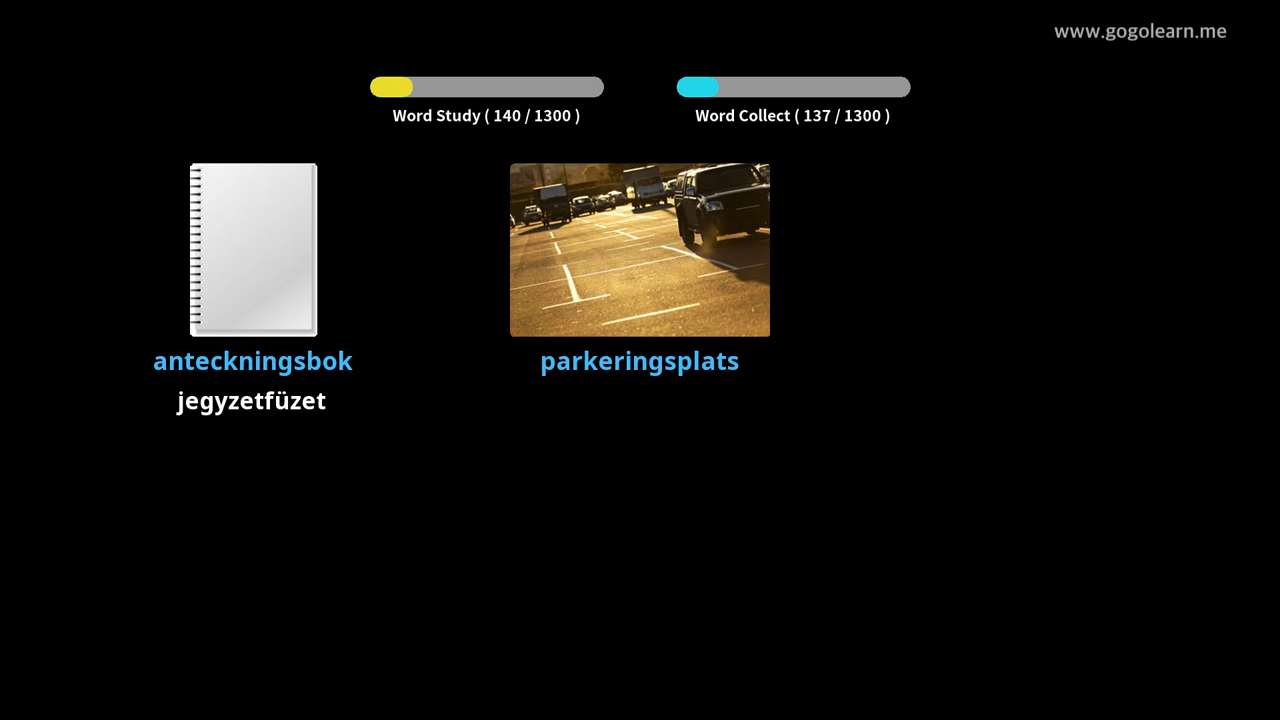 www.gogolearn.me
Word Study ( 140 / 1300 )
Word Collect ( 137 / 1300 )
anteckningsbok
parkeringsplats
jegyzetfüzet